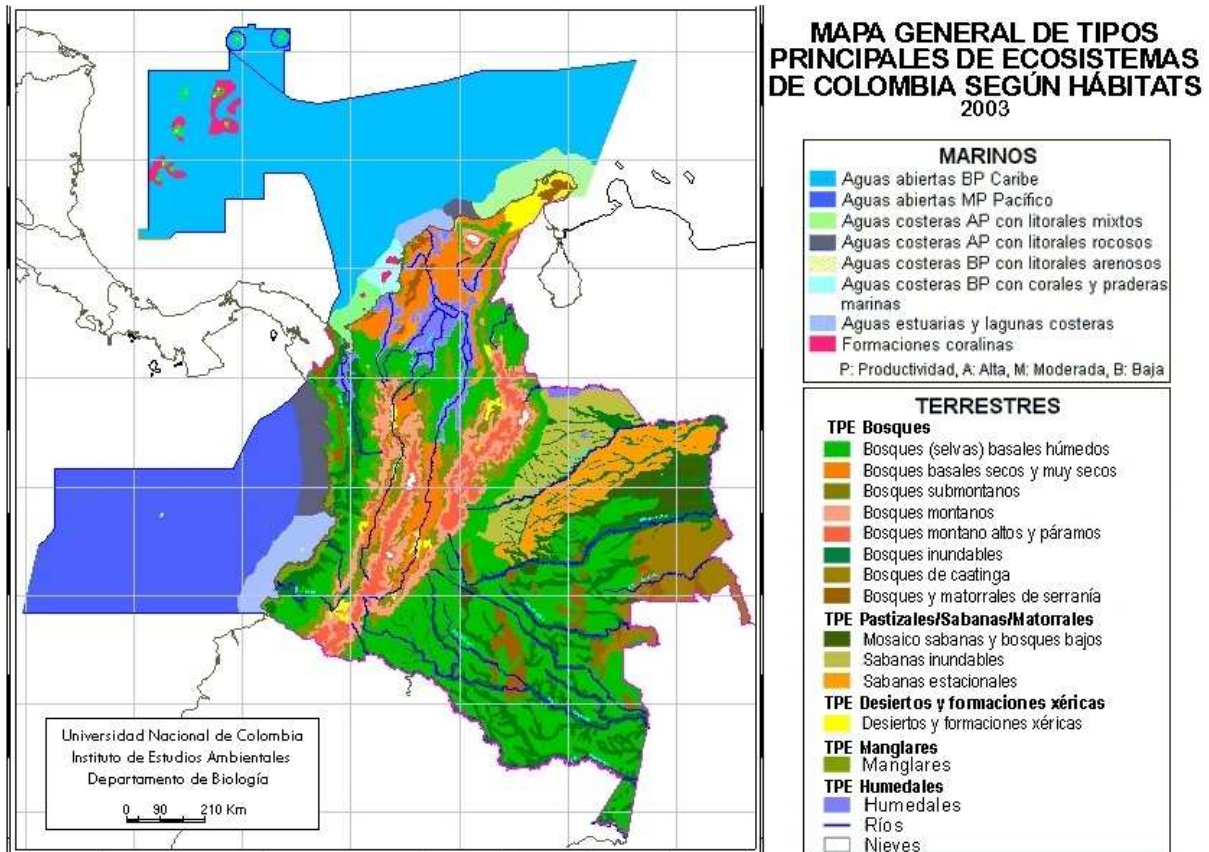 MAPA GENERAL DE TIPOS
PRINCIPALES DE ECOSISTEMAS
DE COLOMBIA SEGÚN HÁBITATS
2003
MARINOS
Aguas abiertas BP Caribe
Aguas abiertas MP Pacífico
Aguas costeras AP con litorales mixtos
Aguas costeras AP con litorales rocosos
Aguas costeras BP con litorales arenosos
Aguas costeras BP con corales y praderas
marinas
Aguas estuarias y lagunas costeras
Formaciones coralinas
P: Productividad, A: Alta, M: Moderada, B: Baja
TERRESTRES
TPE Bosques
Bosques (selvas) basales húmedos
Bosques basales secos y muy secos
Bosques submontanos
Bosques montanos
Bosques montano altos y páramos
Bosques inundables
Bosques de caatinga
Bosques y matorrales de serranía
TPE Pastizales/Sabanas/Matorrales
Mosaico sabanas y bosques bajos
Sabanas inundables
Sabanas estacionales
TPE Desiertos y formaciones xéricas
Desiertos y formaciones xéricas
TPE Manglares
Manglares
TPE Humedales
Humedales
Ríos
Nieves
Universidad Nacional de Colombia
Instituto de Estudios Ambientales
Departamento de Biología
0 90 210 Km